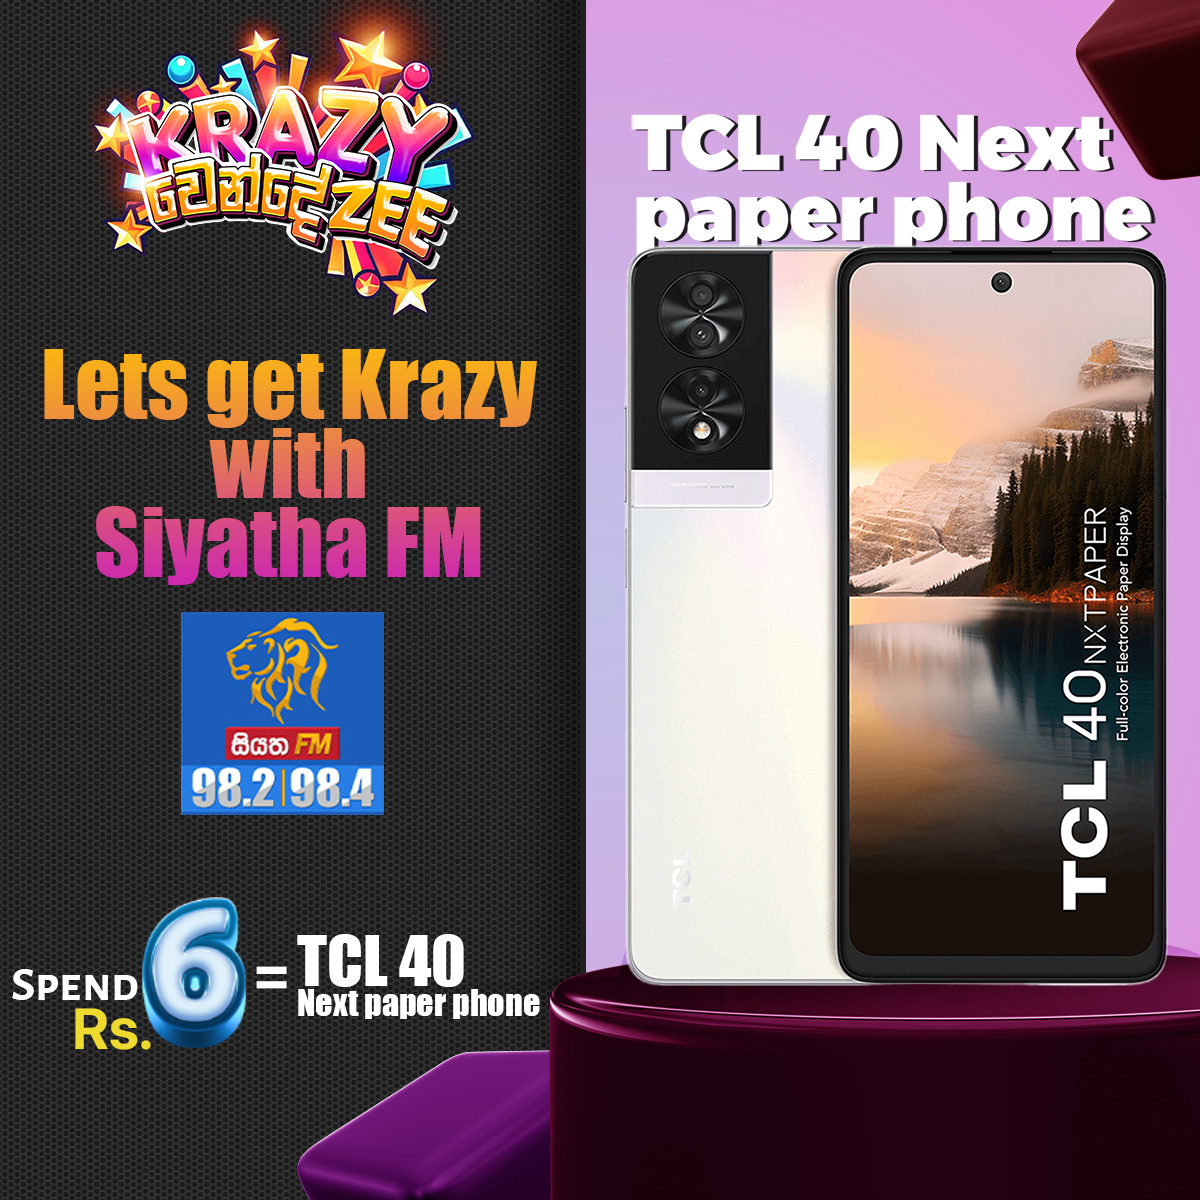 KRAZY
වෙන්දේZEE
Lets get Krazy
with
Siyatha FM
සියත FM
98.2|98.4
SPEND
Rs.
6
=
TCL 40
Next paper phone
TCL 40 Next
paper phone
TCL
TCL 40 NXTPAPER
Full-color Electronic Paper Display